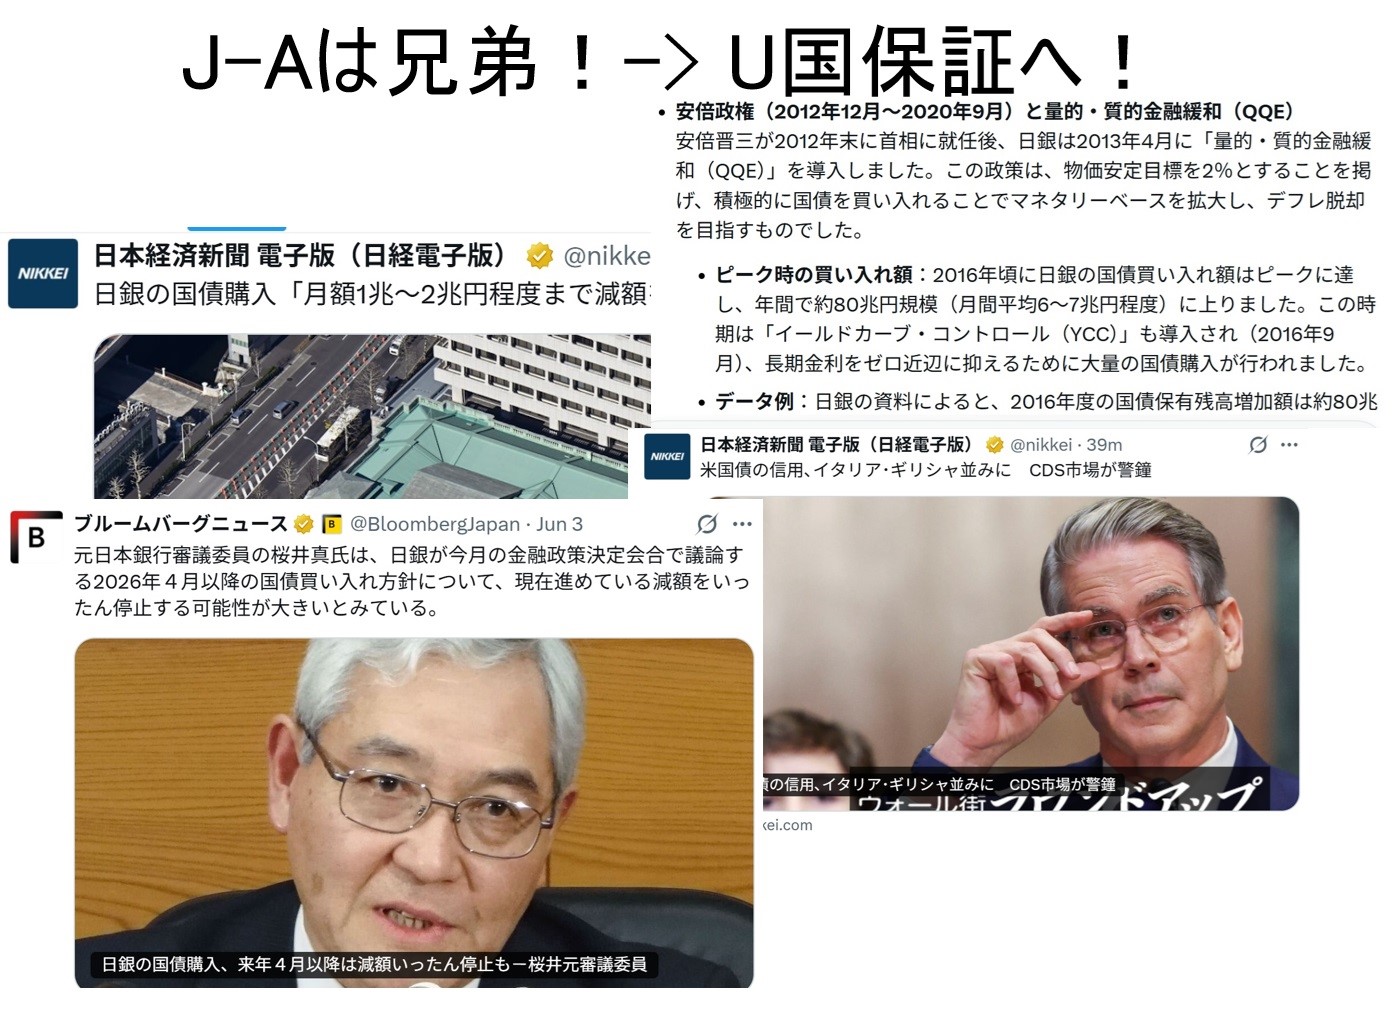 J-Aは兄弟！-> U国保証へ！
安倍政権（2012年12月～2020年9月）と量的・質的金融緩和（QQE）
安倍晋三が2012年末に首相に就任後、日銀は2013年4月に「量的・質的金融緩
和（QQE）」を導入しました。この政策は、物価安定目標を2%とすることを掲
げ、積極的に国債を買い入れることでマネタリーベースを拡大し、デフレ脱却
を目指すものでした。
ピーク時の買い入れ額：2016年頃に日銀の国債買い入れ額はピークに達
し、年間で約80兆円規模（月間平均6～7兆円程度）に上りました。この時
期は「イールドカーブ・コントロール（YCC）」も導入され（2016年9
月）、長期金利をゼロ近辺に抑えるために大量の国債購入が行われました。
データ例：日銀の資料によると、2016年度の国債保有残高増加額は約80兆
NIKKEI
日本経済新聞 電子版（日経電子版） @nikke
日銀の国債購入「月額1兆～2兆円程度まで減額
NIKKEI
日本経済新聞 電子版（日経電子版） @nikkei · 39m
米国債の信用､イタリア･ギリシャ並みに　CDS市場が警鐘
債の信用､イタリア･ギリシャ並みに　CDS市場が警鐘
ウォール街ラウンドアップ
kei.com
B
ブルームバーグニュース B @BloombergJapan · Jun 3
元日本銀行審議委員の桜井真氏は、日銀が今月の金融政策決定会合で議論す
る2026年４月以降の国債買い入れ方針について、現在進めている減額をいっ
たん停止する可能性が大きいとみている。
日銀の国債購入、来年４月以降は減額いったん停止も－桜井元審議委員